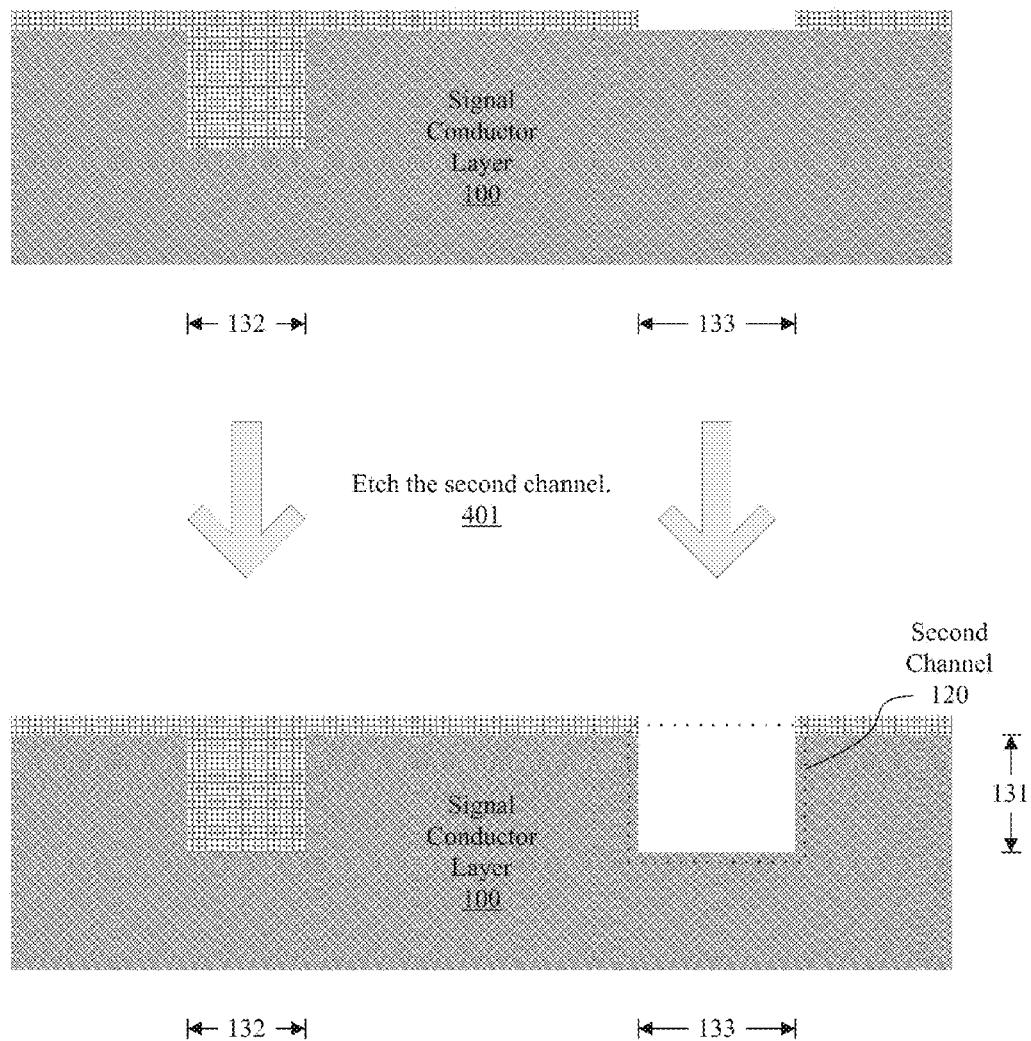 Signal
Conductor
Layer
100
132
133
Etch the second channel.
401
Second
Channel
120
131
Signal
Conductor
Layer
100
132
133